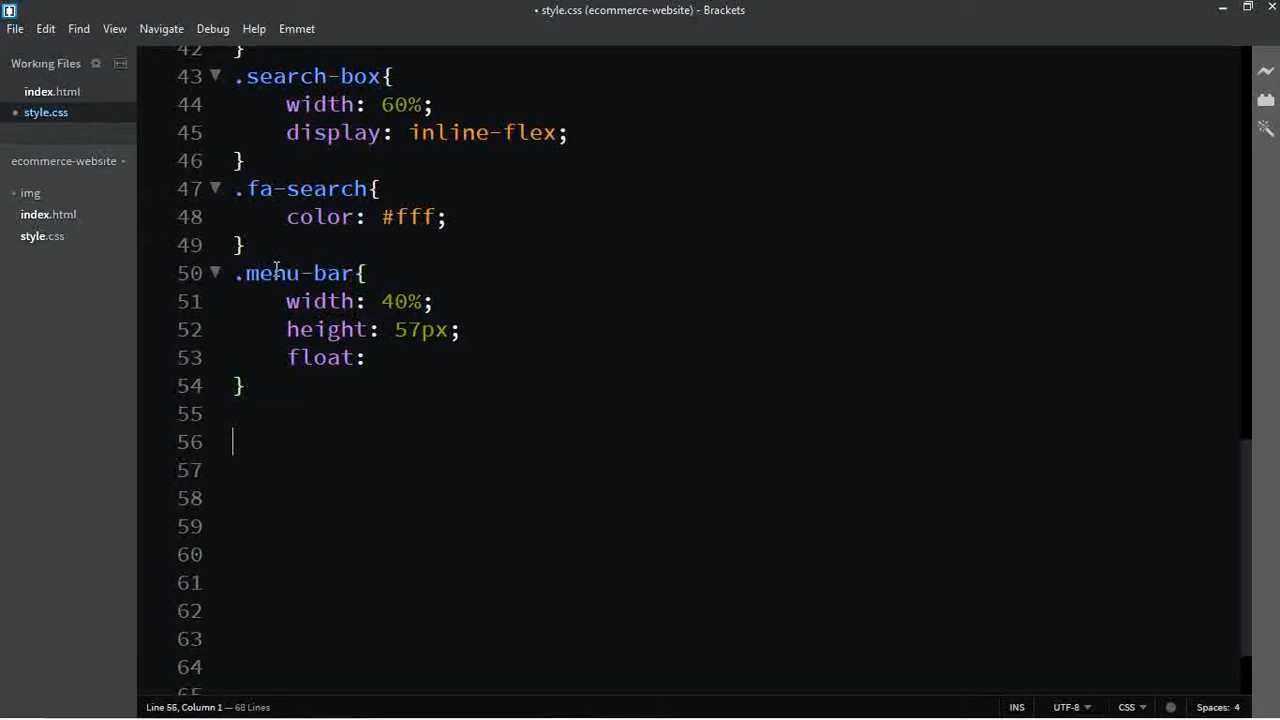 style.css (ecommerce-website) - Brackets
File Edit Find View Navigate Debug Help Emmet
Working Files
index.html
style.css
ecommerce-website
img
index.html
style.css
42 }
43 .search-box{
44 width: 60%;
45 display: inline-flex;
46 }
47 .fa-search{
48 color: #fff;
49 }
50 .menu-bar{
51 width: 40%;
52 height: 57px;
53 float:
54 }
55
56
57
58
59
60
61
62
63
64
65
Line 56, Column 1 — 68 Lines
INS UTF-8 CSS Spaces: 4